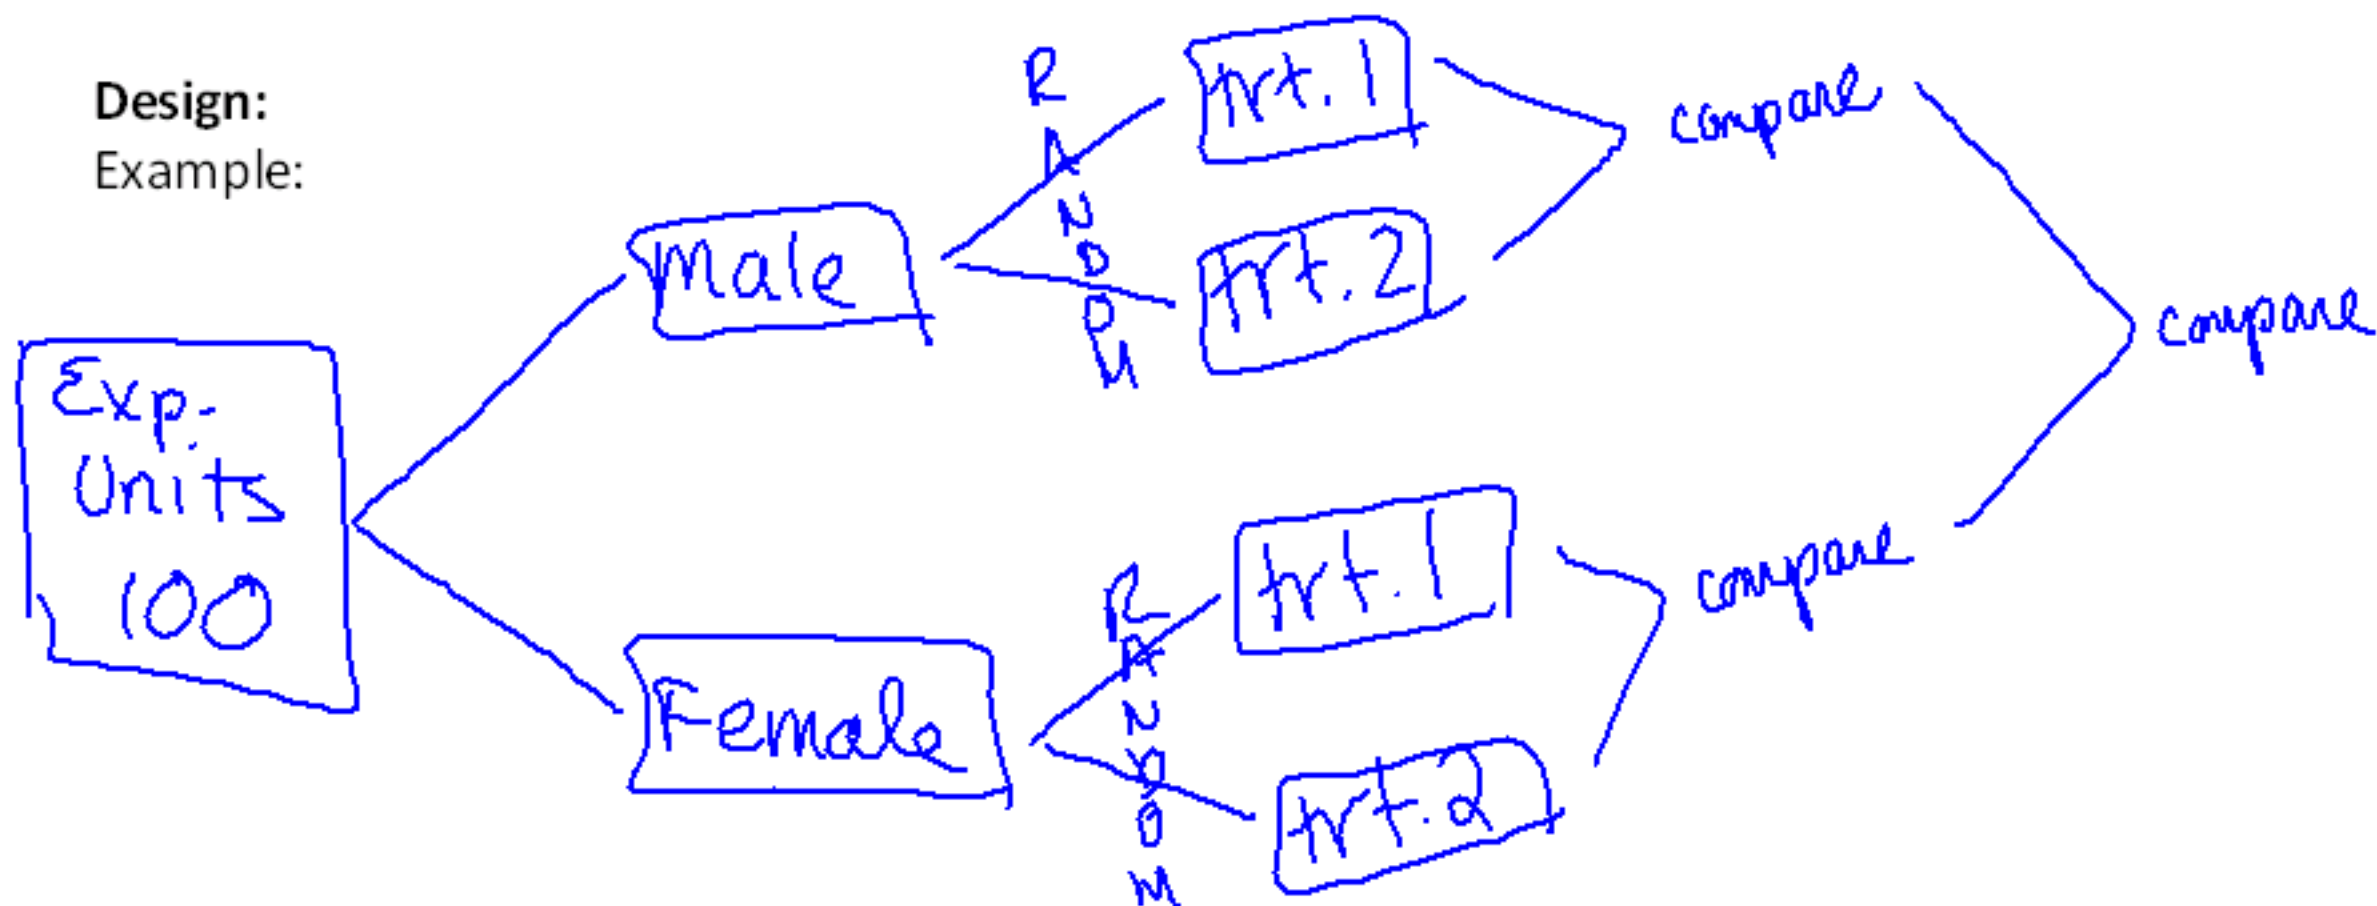 Design:
Example:
Exp.
Units
100
Male
Female
RANDOM
RANDOM
trt. 1
trt. 2
trt. 1
trt. 2
compare
compare
compare